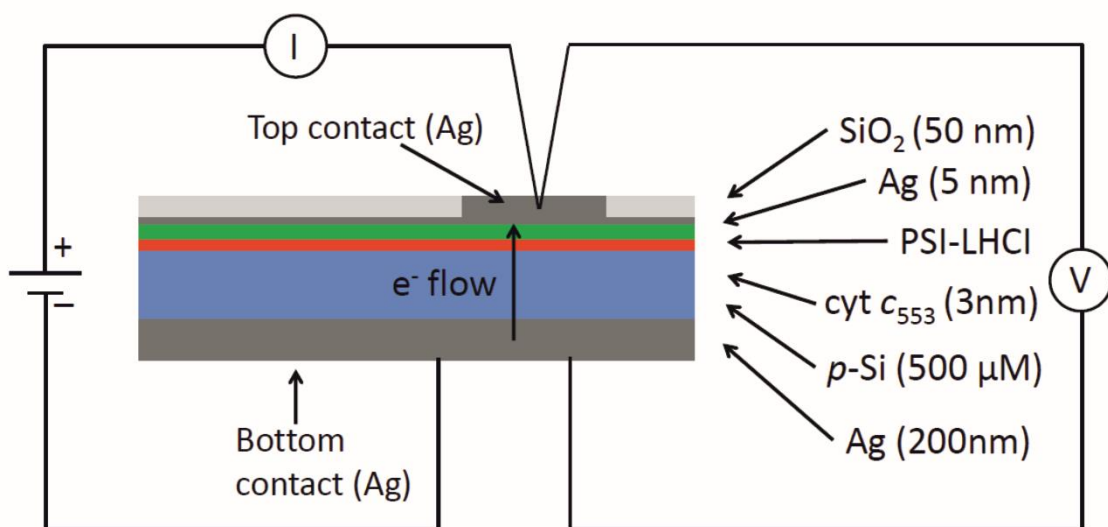 I
Top contact (Ag)
SiO₂ (50 nm)
Ag (5 nm)
PSI-LHCI
+
e⁻ flow
V
−
cyt c₅₅₃ (3nm)
p-Si (500 µM)
Bottom
contact (Ag)
Ag (200nm)